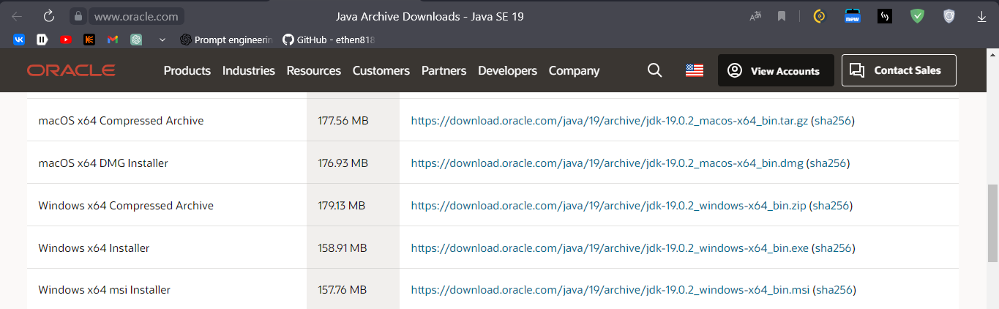 www.oracle.com Java Archive Downloads - Java SE 19 new
Prompt engineerin GitHub - ethen818
ORACLE Products Industries Resources Customers Partners Developers Company View Accounts Contact Sales
macOS x64 Compressed Archive 177.56 MB https://download.oracle.com/java/19/archive/jdk-19.0.2_macos-x64_bin.tar.gz (sha256)
macOS x64 DMG Installer 176.93 MB https://download.oracle.com/java/19/archive/jdk-19.0.2_macos-x64_bin.dmg (sha256)
Windows x64 Compressed Archive 179.13 MB https://download.oracle.com/java/19/archive/jdk-19.0.2_windows-x64_bin.zip (sha256)
Windows x64 Installer 158.91 MB https://download.oracle.com/java/19/archive/jdk-19.0.2_windows-x64_bin.exe (sha256)
Windows x64 msi Installer 157.76 MB https://download.oracle.com/java/19/archive/jdk-19.0.2_windows-x64_bin.msi (sha256)